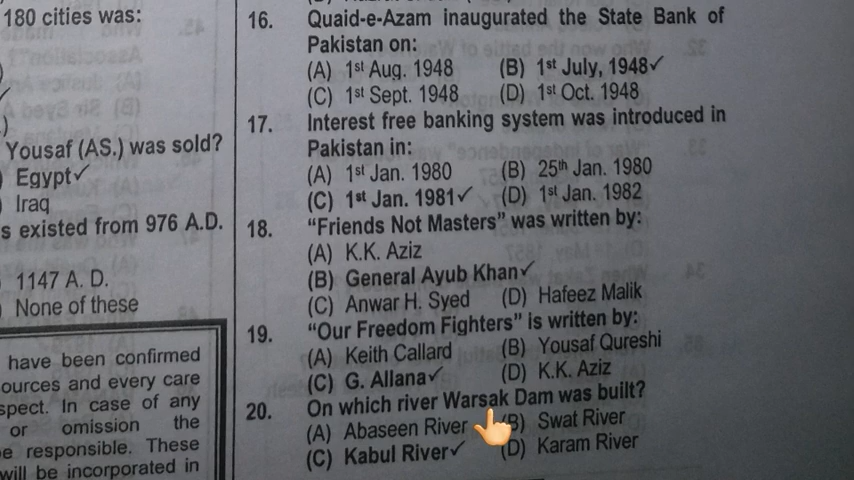 180 cities was:
)
Yousaf (AS.) was sold?
) Egypt✓
) Iraq
s existed from 976 A.D.
1147 A. D.
None of these
have been confirmed
ources and every care
spect. In case of any
or omission the
e responsible. These
will be incorporated in
16. Quaid-e-Azam inaugurated the State Bank of
Pakistan on:
(A) 1st Aug. 1948 (B) 1st July, 1948✓
(C) 1st Sept. 1948 (D) 1st Oct. 1948
17. Interest free banking system was introduced in
Pakistan in:
(A) 1st Jan. 1980 (B) 25th Jan. 1980
(C) 1st Jan. 1981✓ (D) 1st Jan. 1982
18. “Friends Not Masters” was written by:
(A) K.K. Aziz
(B) General Ayub Khan✓
(C) Anwar H. Syed (D) Hafeez Malik
19. “Our Freedom Fighters” is written by:
(A) Keith Callard (B) Yousaf Qureshi
(C) G. Allana✓ (D) K.K. Aziz
20. On which river Warsak Dam was built?
(A) Abaseen River (B) Swat River
(C) Kabul River✓ (D) Karam River